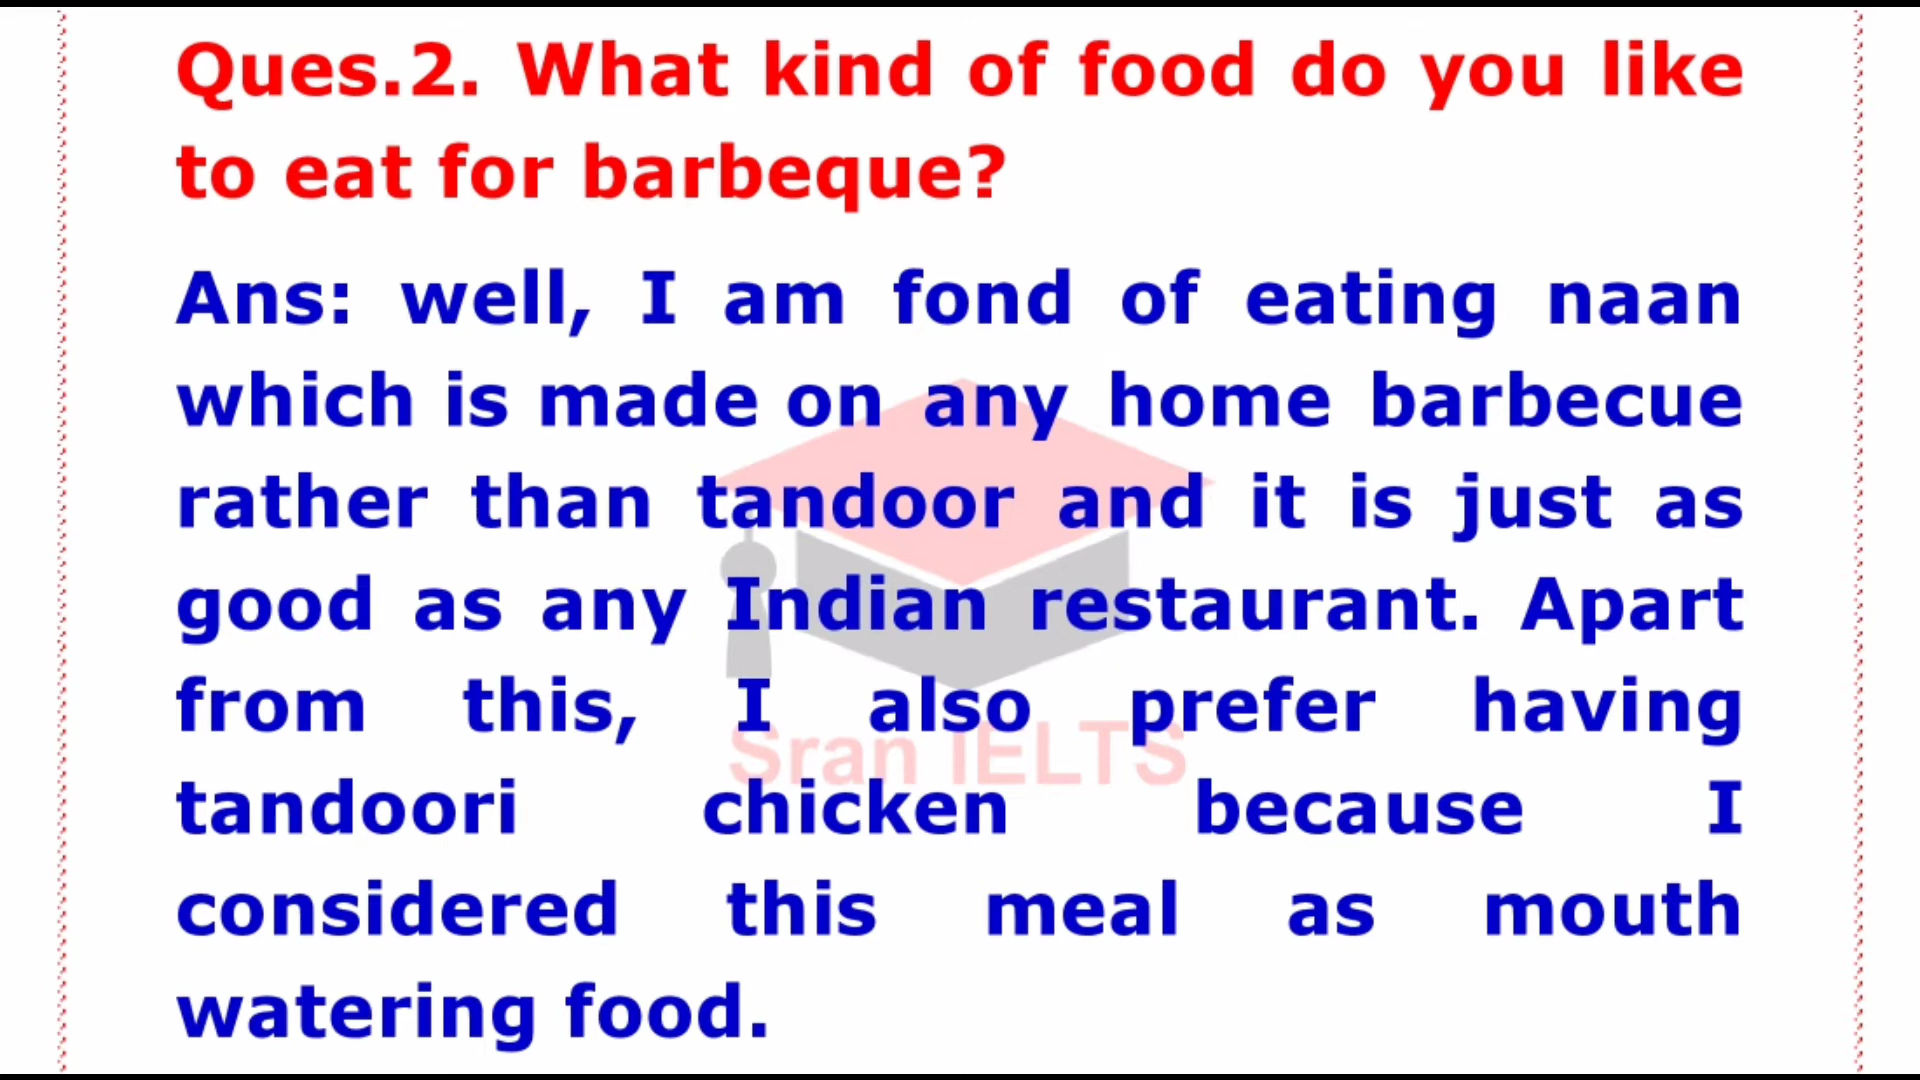 Ques.2. What kind of food do you like
to eat for barbeque?
Ans: well, I am fond of eating naan
which is made on any home barbecue
rather than tandoor and it is just as
good as any Indian restaurant. Apart
from this, I also prefer having
Sran IELTS
tandoori chicken because I
considered this meal as mouth
watering food.